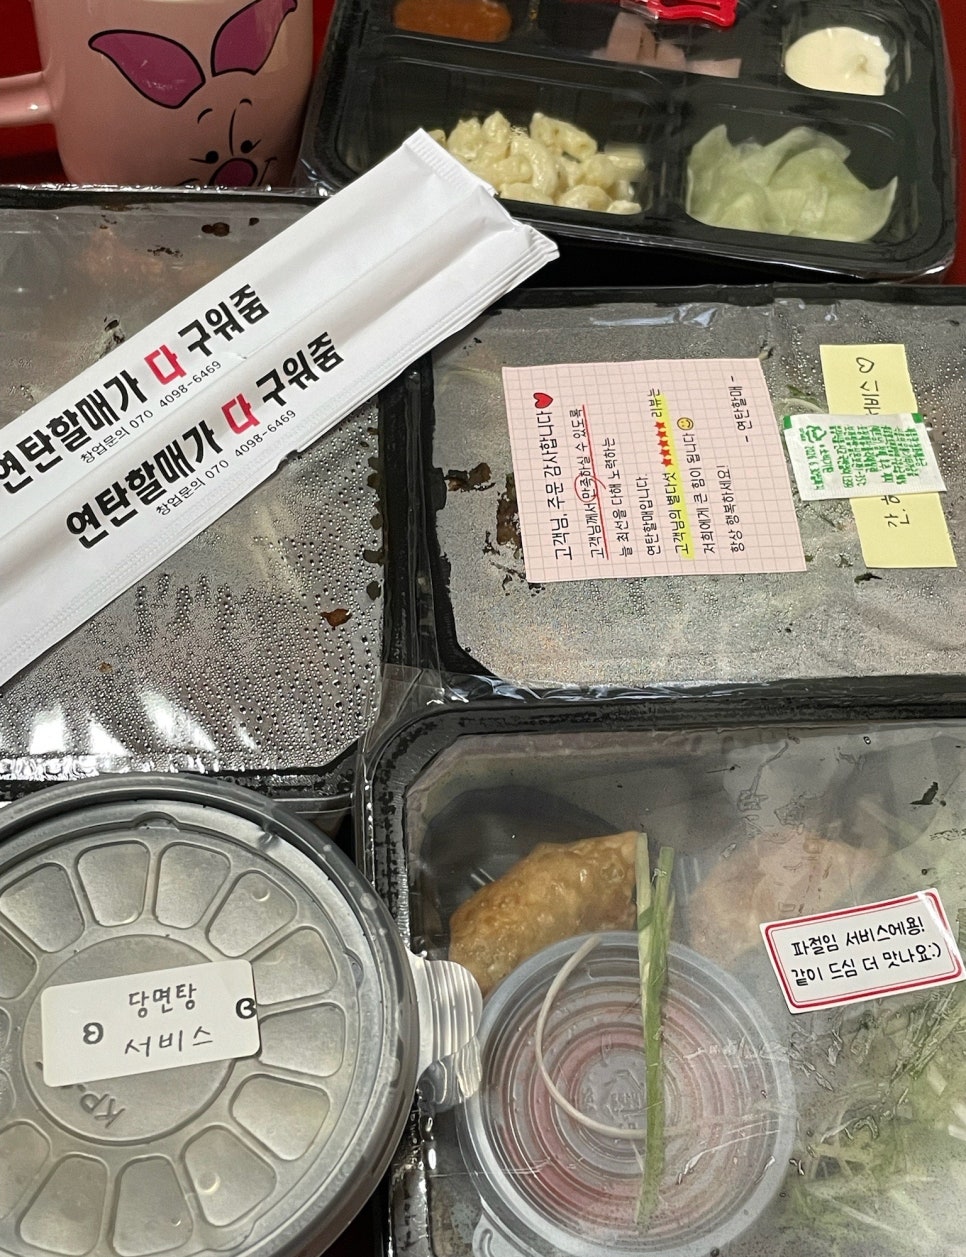 연탄할매가 다 구워줌
창업문의 070 4098-6469
연탄할매가 다 구워줌
창업문의 070 4098-6469
고객님, 주문 감사합니다❤️
고객님께서 만족하실 수 있도록
늘 최선을 다해 노력하는
연탄할매입니다.
고객님의 별다섯 ★★★★★ 리뷰는
저희에게 큰 힘이 됩니다 😊
항상 행복하세요!
- 연탄할매 -
파절임 서비스에용!
같이 드심 더 맛나요:)
당면탕
서비스